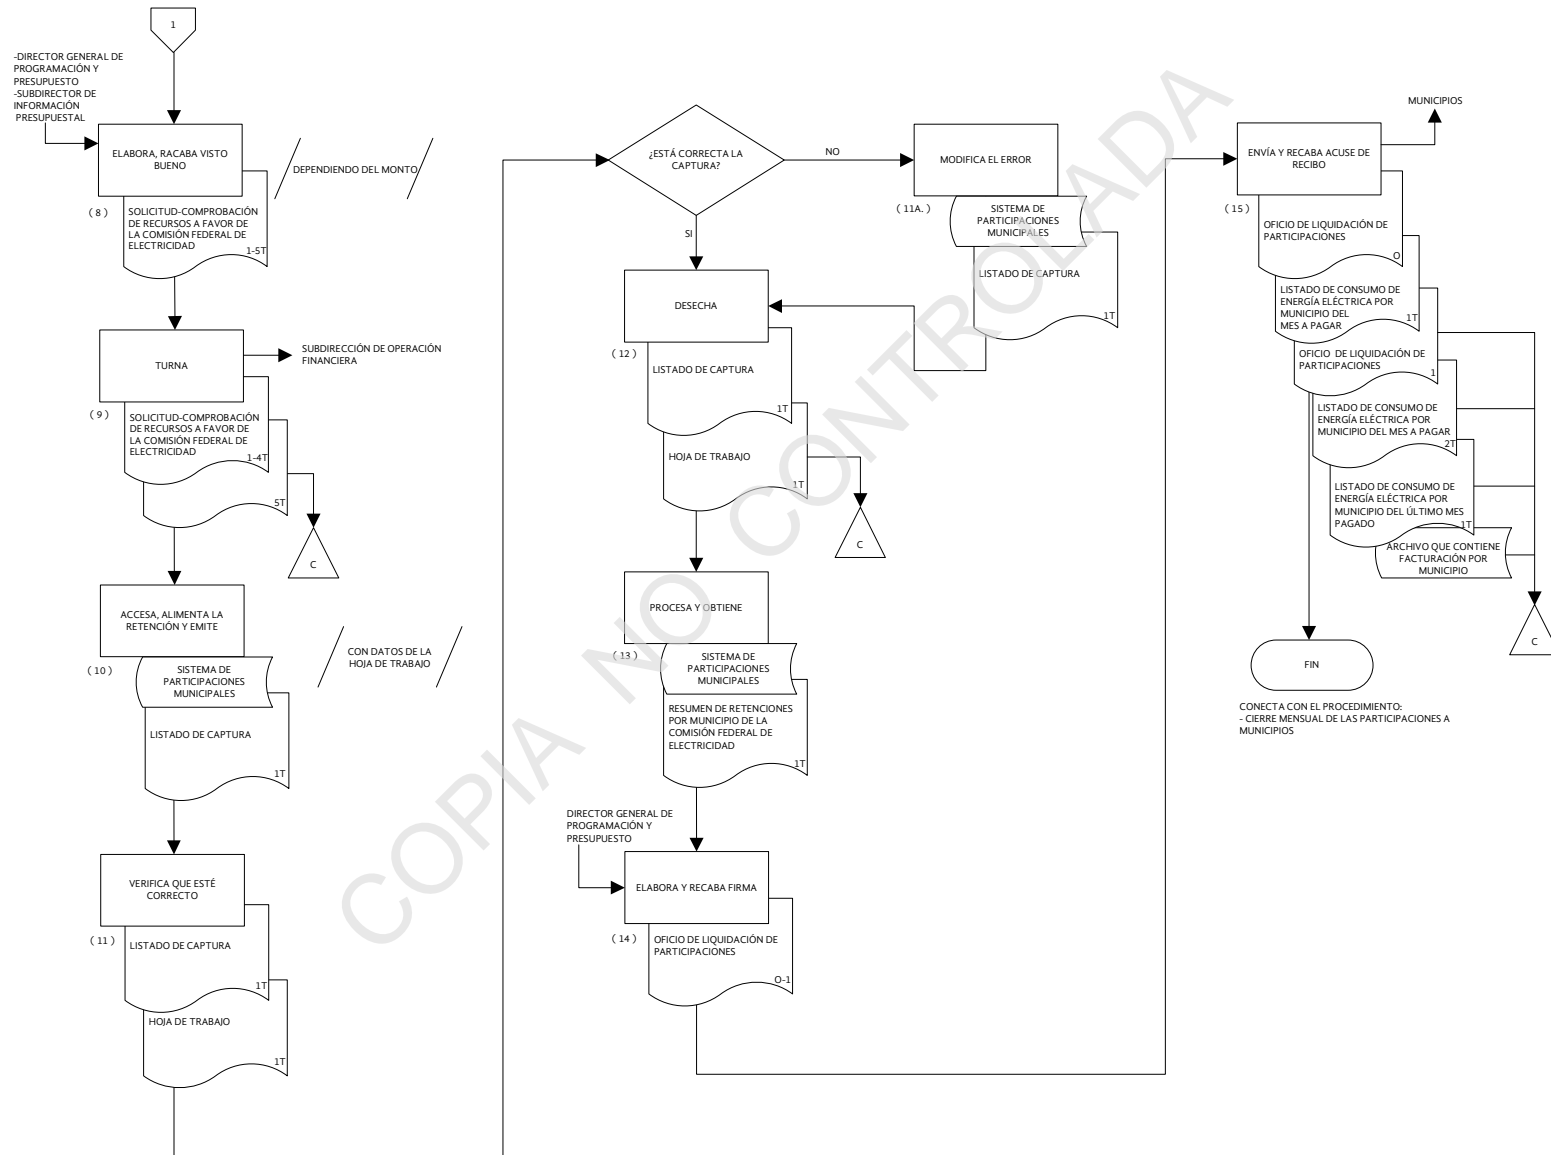 1
-DIRECTOR GENERAL DE
PROGRAMACIÓN Y
PRESUPUESTO
-SUBDIRECTOR DE
INFORMACIÓN
PRESUPUESTAL
ELABORA, RACABA VISTO
BUENO
DEPENDIENDO DEL MONTO
( 8 )
SOLICITUD-COMPROBACIÓN
DE RECURSOS A FAVOR DE
LA COMISIÓN FEDERAL DE
ELECTRICIDAD
1-5T
TURNA
SUBDIRECCIÓN DE OPERACIÓN
FINANCIERA
( 9 )
SOLICITUD-COMPROBACIÓN
DE RECURSOS A FAVOR DE
LA COMISIÓN FEDERAL DE
ELECTRICIDAD
1-4T
5T
C
ACCESA, ALIMENTA LA
RETENCIÓN Y EMITE
CON DATOS DE LA
HOJA DE TRABAJO
( 10 )
SISTEMA DE
PARTICIPACIONES
MUNICIPALES
LISTADO DE CAPTURA
1T
VERIFICA QUE ESTÉ
CORRECTO
( 11 )
LISTADO DE CAPTURA
1T
HOJA DE TRABAJO
1T
¿ESTÁ CORRECTA LA
CAPTURA?
NO
SI
MODIFICA EL ERROR
( 11A. )
SISTEMA DE
PARTICIPACIONES
MUNICIPALES
LISTADO DE CAPTURA
1T
DESECHA
( 12 )
LISTADO DE CAPTURA
1T
HOJA DE TRABAJO
1T
C
PROCESA Y OBTIENE
( 13 )
SISTEMA DE
PARTICIPACIONES
MUNICIPALES
RESUMEN DE RETENCIONES
POR MUNICIPIO DE LA
COMISIÓN FEDERAL DE
ELECTRICIDAD
1T
DIRECTOR GENERAL DE
PROGRAMACIÓN Y
PRESUPUESTO
ELABORA Y RECABA FIRMA
( 14 )
OFICIO DE LIQUIDACIÓN DE
PARTICIPACIONES
O-1
MUNICIPIOS
ENVÍA Y RECABA ACUSE DE
RECIBO
( 15 )
OFICIO DE LIQUIDACIÓN DE
PARTICIPACIONES
O
LISTADO DE CONSUMO DE
ENERGÍA ELÉCTRICA POR
MUNICIPIO DEL
MES A PAGAR
1T
OFICIO  DE LIQUIDACIÓN DE
PARTICIPACIONES
1
LISTADO DE CONSUMO DE
ENERGÍA ELÉCTRICA POR
MUNICIPIO DEL MES A PAGAR
2T
LISTADO DE CONSUMO DE
ENERGÍA ELÉCTRICA POR
MUNICIPIO DEL ÚLTIMO MES
PAGADO
1T
ARCHIVO QUE CONTIENE
FACTURACIÓN POR
MUNICIPIO
C
FIN
CONECTA CON EL PROCEDIMIENTO:
- CIERRE MENSUAL DE LAS PARTICIPACIONES A
MUNICIPIOS
COPIA NO CONTROLADA